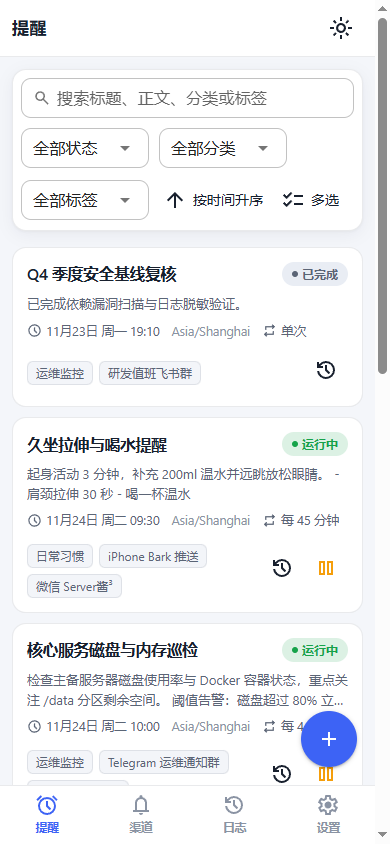 提醒
搜索标题、正文、分类或标签
全部状态 全部分类
全部标签 按时间升序 多选
Q4 季度安全基线复核 已完成
已完成依赖漏洞扫描与日志脱敏验证。
11月23日 周一 19:10 Asia/Shanghai 单次
运维监控 研发值班飞书群
久坐拉伸与喝水提醒 运行中
起身活动 3 分钟，补充 200ml 温水并远眺放松眼睛。 -
肩颈拉伸 30 秒 - 喝一杯温水
11月24日 周二 09:30 Asia/Shanghai 每 45 分钟
日常习惯 iPhone Bark 推送
微信 Server酱³
核心服务磁盘与内存巡检 运行中
检查主备服务器磁盘使用率与 Docker 容器状态，重点关
注 /data 分区剩余空间。 阈值告警：磁盘超过 80% 立...
11月24日 周二 10:00 Asia/Shanghai 每 4
运维监控 Telegram 运维通知群
提醒 渠道 日志 设置